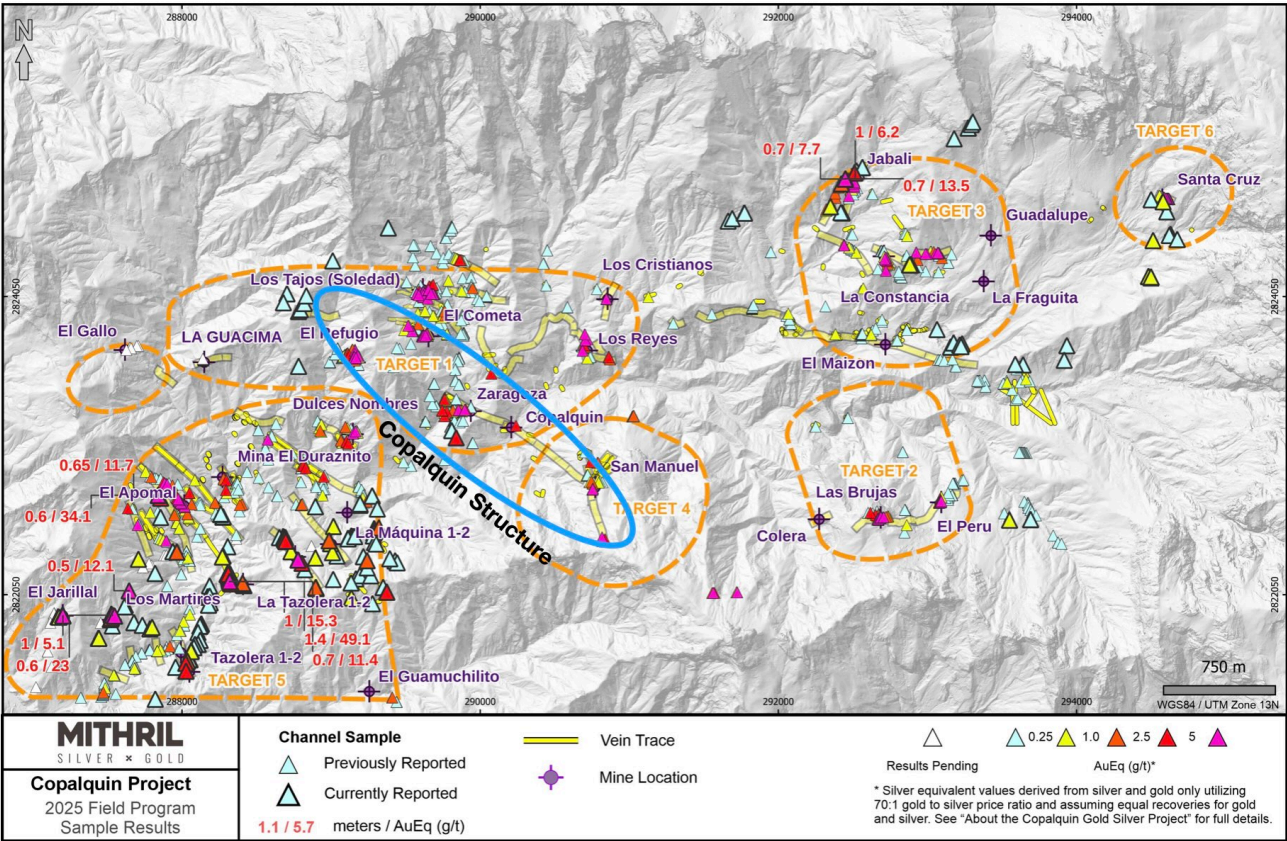 288000
290000
292000
294000
N
TARGET 6
1 / 6.2
0.7 / 7.7
Jabali
Santa Cruz
0.7 / 13.5
TARGET 3
Guadalupe
Los Cristianos
Los Tajos (Soledad)
2824050
2824050
La Constancia
La Fraguita
El Cometa
El Gallo
LA GUACIMA
El Refugio
Los Reyes
TARGET 1
El Maizon
Zaragoza
Dulces Nombres
Copalquin
Copalquin Structure
Mina El Duraznito
0.65 / 11.7
San Manuel
TARGET 2
El Apomal
Las Brujas
TARGET 4
0.6 / 34.1
El Peru
La Máquina 1-2
Colera
0.5 / 12.1
El Jarillal
2822050
2822050
Los Martires
La Tazolera 1-2
1 / 15.3
1 / 5.1
1.4 / 49.1
0.6 / 23
Tazolera 1-2
0.7 / 11.4
TARGET 5
El Guamuchilito
750 m
288000
290000
292000
294000
WGS84 / UTM Zone 13N
MITHRIL
SILVER × GOLD
Copalquin Project
2025 Field Program
Sample Results
Channel Sample
Previously Reported
Currently Reported
1.1 / 5.7 meters / AuEq (g/t)
Vein Trace
Mine Location
0.25 1.0 2.5 5
Results Pending AuEq (g/t)*
* Silver equivalent values derived from silver and gold only utilizing
70:1 gold to silver price ratio and assuming equal recoveries for gold
and silver. See “About the Copalquin Gold Silver Project” for full details.